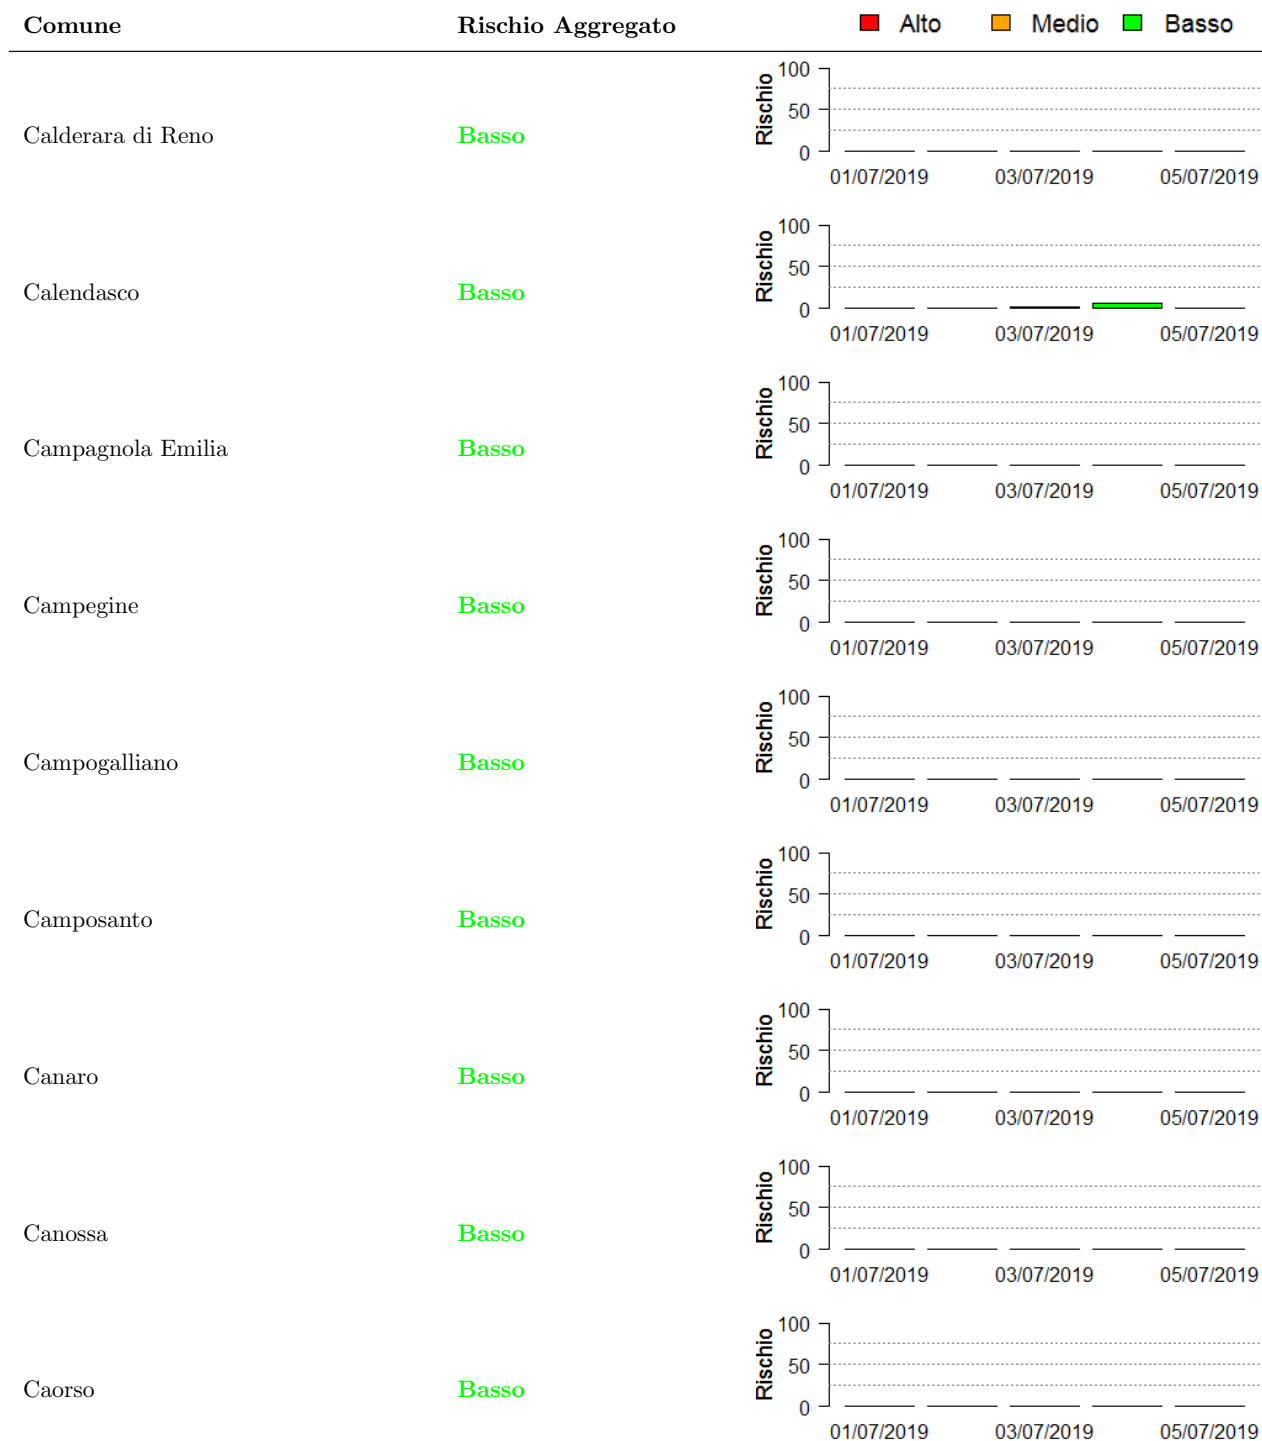 Comune Rischio Aggregato Alto Medio Basso
100
50
0
Rischio
Calderara di Reno Basso
01/07/2019 03/07/2019 05/07/2019
100
50
0
Rischio
Calendasco Basso
01/07/2019 03/07/2019 05/07/2019
100
50
0
Rischio
Campagnola Emilia Basso
01/07/2019 03/07/2019 05/07/2019
100
50
0
Rischio
Campegine Basso
01/07/2019 03/07/2019 05/07/2019
100
50
0
Rischio
Campogalliano Basso
01/07/2019 03/07/2019 05/07/2019
100
50
0
Rischio
Camposanto Basso
01/07/2019 03/07/2019 05/07/2019
100
50
0
Rischio
Canaro Basso
01/07/2019 03/07/2019 05/07/2019
100
50
0
Rischio
Canossa Basso
01/07/2019 03/07/2019 05/07/2019
100
50
0
Rischio
Caorso Basso
01/07/2019 03/07/2019 05/07/2019